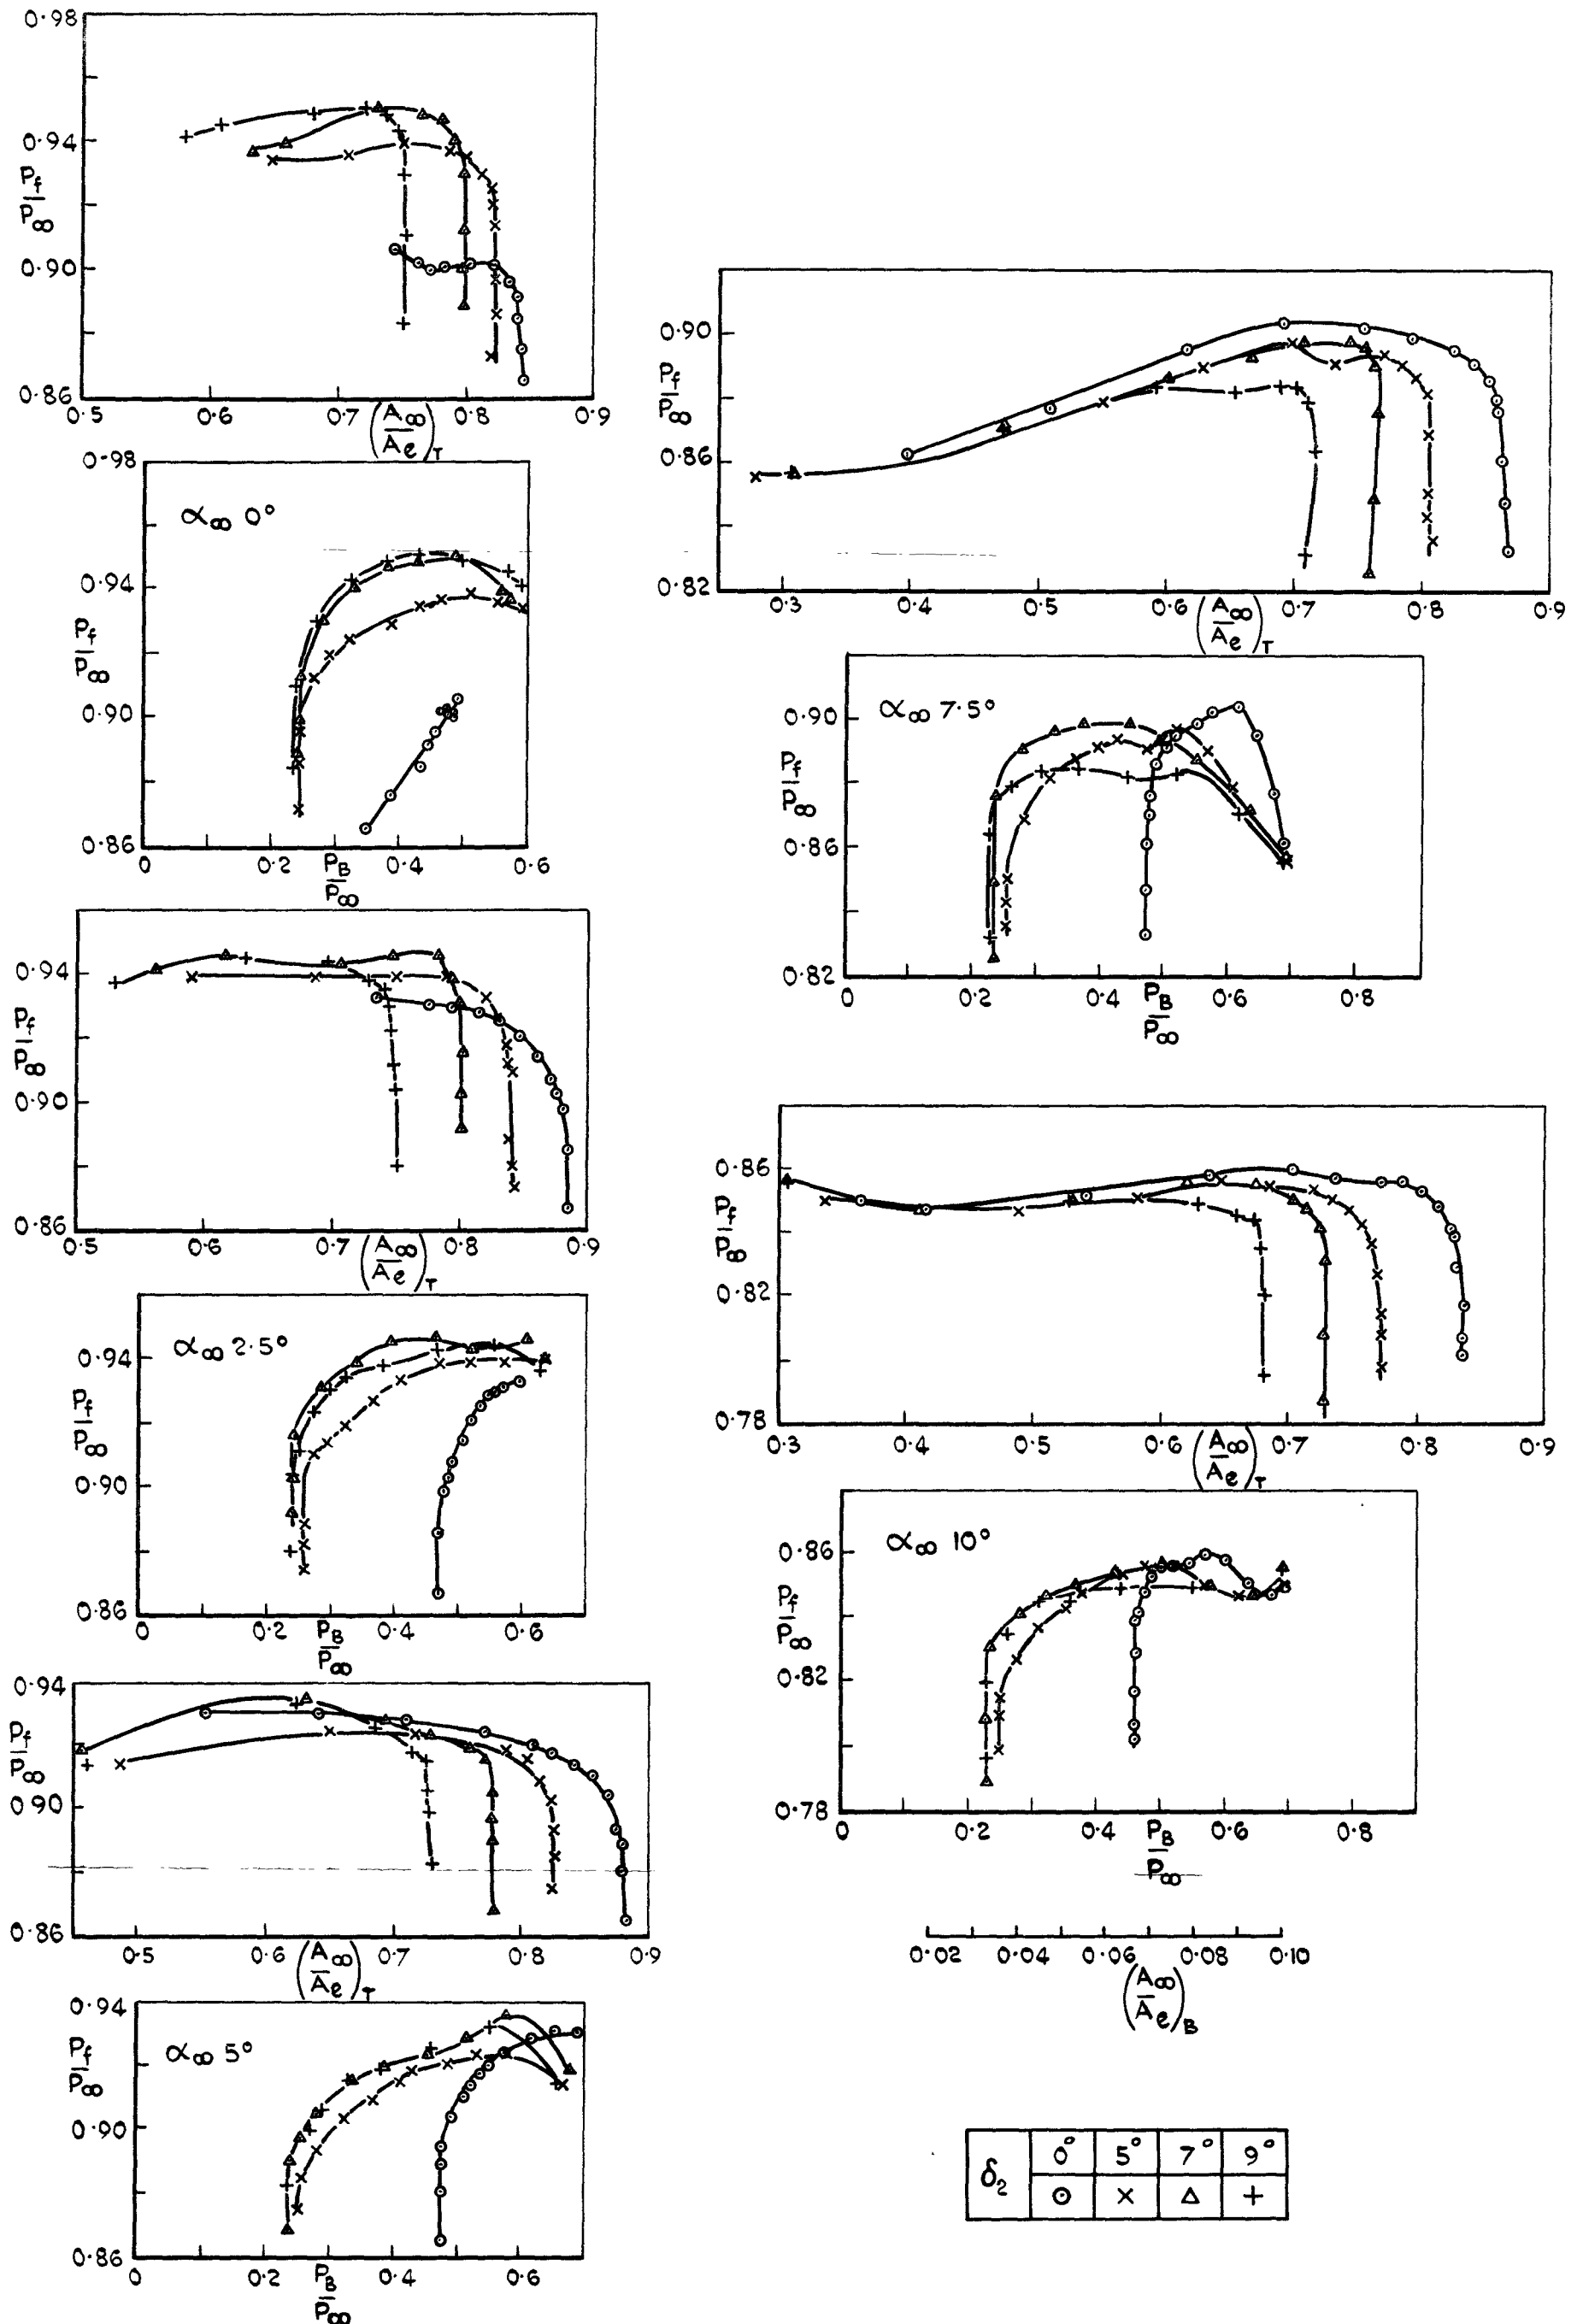 0.98
0.94
P_f
P_∞
0.90
0.86
0.5 0.6 0.7 0.8 0.9
(A_∞ / A_e)_T
0.98
α_∞ 0°
0.94
P_f
P_∞
0.90
0.86
0 0.2 0.4 0.6
P_B
P_∞
0.94
P_f
P_∞
0.90
0.86
0.5 0.6 0.7 0.8 0.9
(A_∞ / A_e)_T
α_∞ 2.5°
0.94
P_f
P_∞
0.90
0.86
0.2 0.4 0.6
P_B
P_∞
0.94
P_f
P_∞
0.90
0.86
0.5 0.6 0.7 0.8 0.9
(A_∞ / A_e)_T
0.94
α_∞ 5°
P_f
P_∞
0.90
0.86
0 0.2 0.4 0.6
P_B
P_∞
0.90
P_f
P_∞
0.86
0.82
0.3 0.4 0.5 0.6 0.7 0.8 0.9
(A_∞ / A_e)_T
α_∞ 7.5°
0.90
P_f
P_∞
0.86
0.82
0 0.2 0.4 0.6 0.8
P_B
P_∞
0.86
P_f
P_∞
0.82
0.78
0.3 0.4 0.5 0.6 0.7 0.8 0.9
(A_∞ / A_e)_T
α_∞ 10°
0.86
P_f
P_∞
0.82
0.78
0 0.2 0.4 0.6 0.8
P_B
P_∞
0.02 0.04 0.06 0.08 0.10
(A_∞ / A_e)_B
δ_2 0° 5° 7° 9°
⊙ × △ +